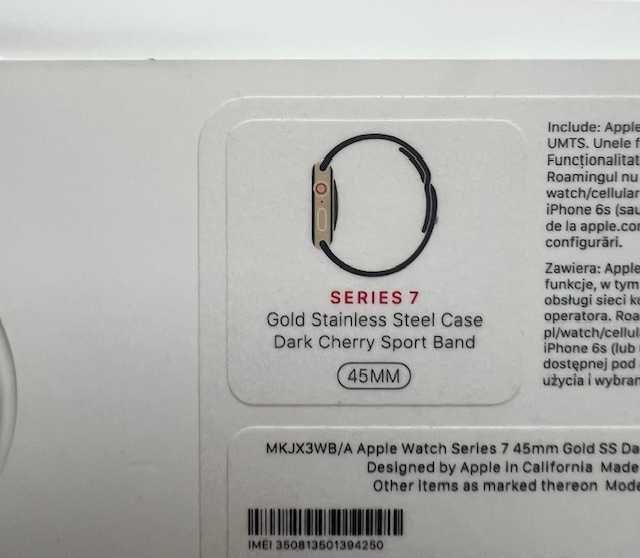 SERIES 7
Gold Stainless Steel Case
Dark Cherry Sport Band
45MM
Include: Apple
UMTS. Unele f
Funcționalitat
Roamingul nu
watch/cellular
iPhone 6s (sau
de la apple.com
configurări.
Zawiera: Apple
funkcje, w tym
obsługi sieci ko
operatora. Roa
pl/watch/cellula
iPhone 6s (lub
dostępnej pod
użycia i wybran
MKJX3WB/A Apple Watch Series 7 45mm Gold SS Da
Designed by Apple in California Made
Other items as marked thereon Mode
IMEI 350813501394250